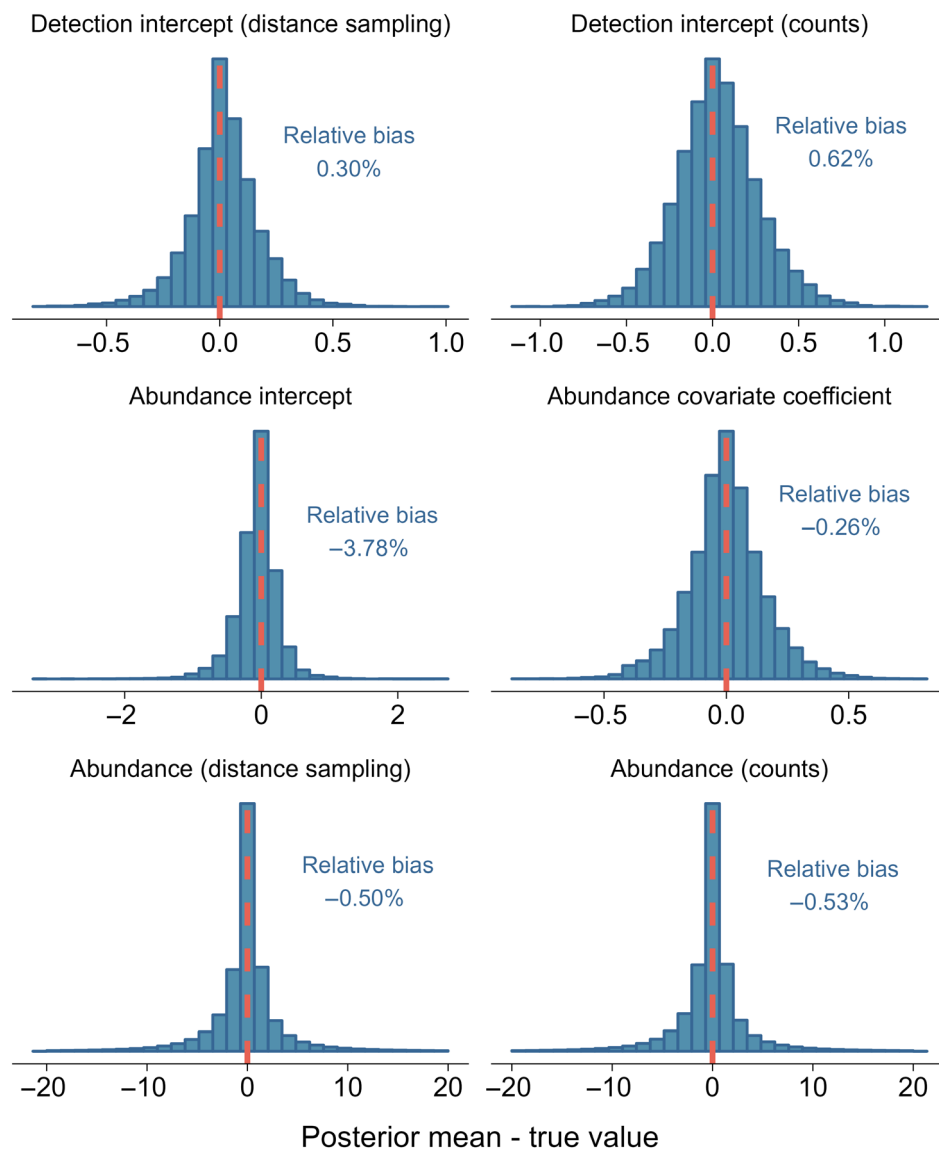 Detection intercept (distance sampling)
Relative bias
0.30%
–0.5 0.0 0.5 1.0
Detection intercept (counts)
Relative bias
0.62%
–1.0 –0.5 0.0 0.5 1.0
Abundance intercept
Relative bias
–3.78%
–2 0 2
Abundance covariate coefficient
Relative bias
–0.26%
–0.5 0.0 0.5
Abundance (distance sampling)
Relative bias
–0.50%
–20 –10 0 10 20
Abundance (counts)
Relative bias
–0.53%
–20 –10 0 10 20
Posterior mean - true value